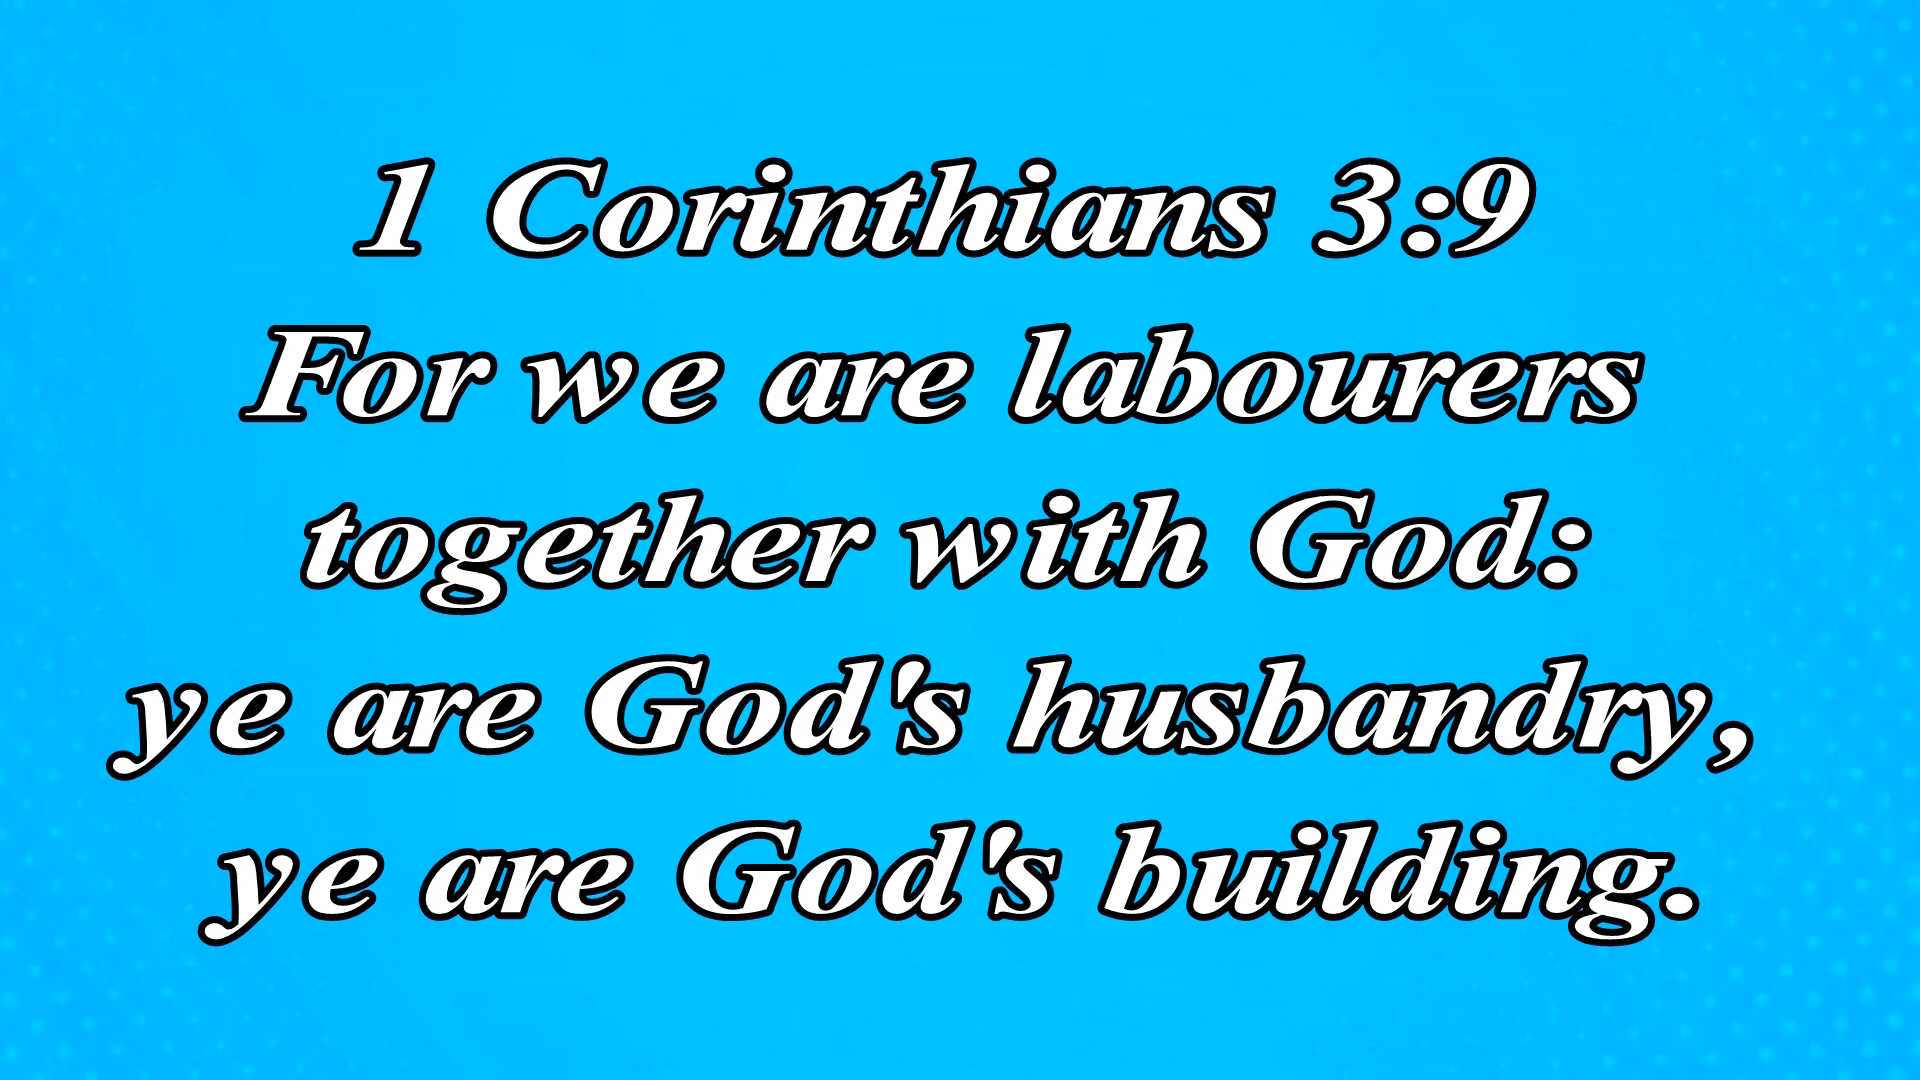 1 Corinthians 3:9
For we are labourers
together with God:
ye are God's husbandry,
ye are God's building.